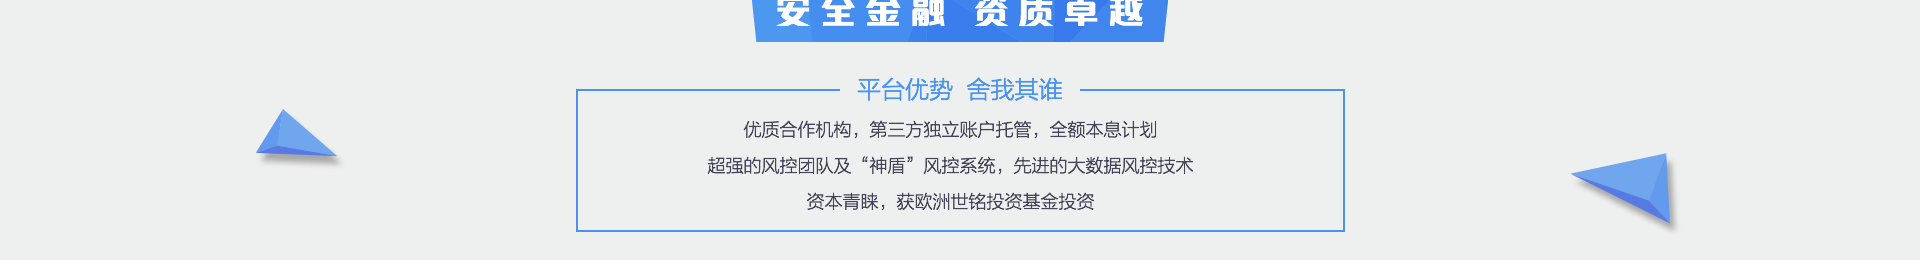 安全金融 资质卓越
平台优势 舍我其谁
优质合作机构，第三方独立账户托管，全额本息计划
超强的风控团队及“神盾”风控系统，先进的大数据风控技术
资本青睐，获欧洲世铭投资基金投资